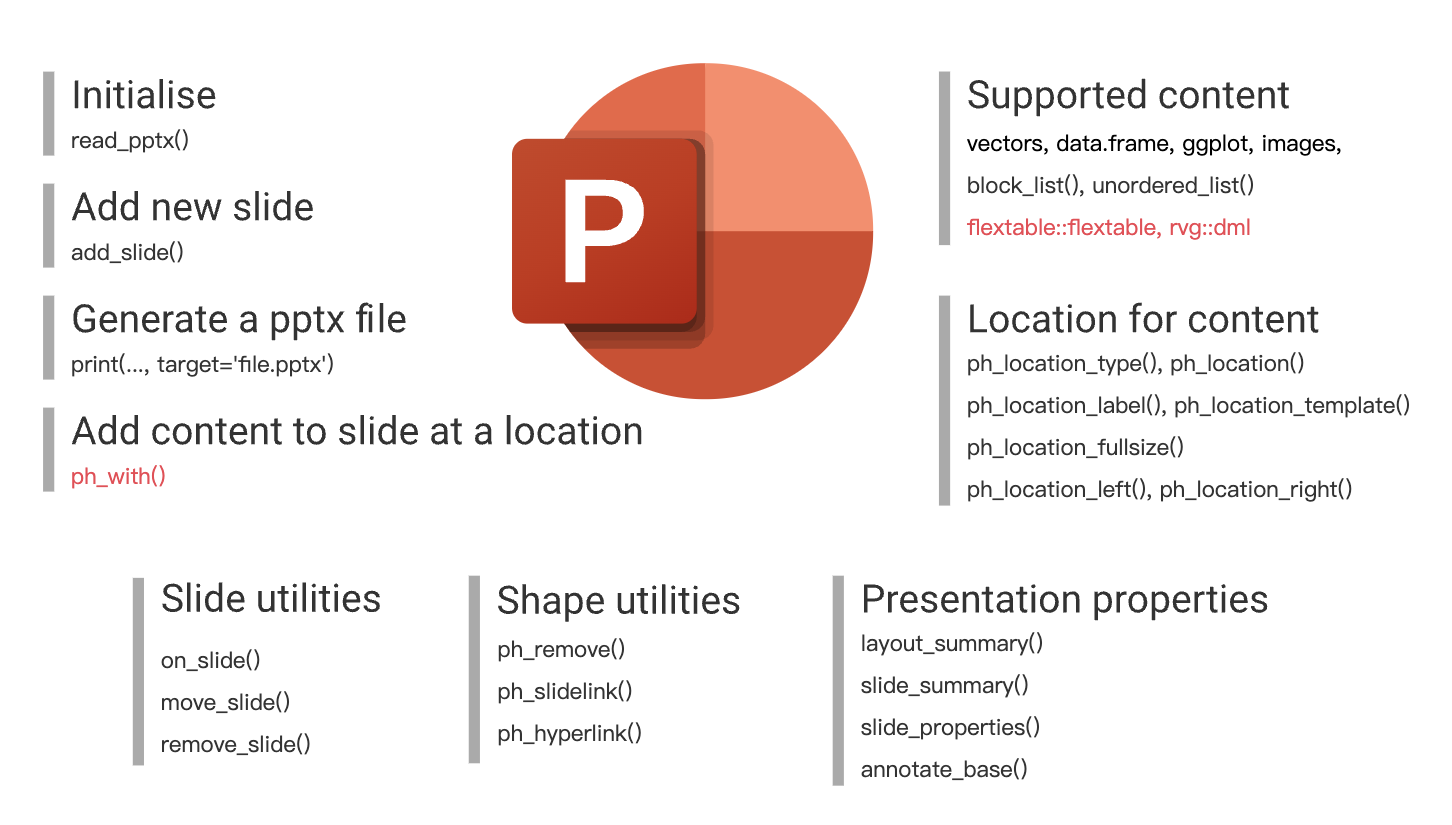 Initialise
read_pptx()
Add new slide
add_slide()
Generate a pptx file
print(..., target='file.pptx')
Add content to slide at a location
ph_with()
P
Supported content
vectors, data.frame, ggplot, images,
block_list(), unordered_list()
flextable::flextable, rvg::dml
Location for content
ph_location_type(), ph_location()
ph_location_label(), ph_location_template()
ph_location_fullsize()
ph_location_left(), ph_location_right()
Slide utilities
on_slide()
move_slide()
remove_slide()
Shape utilities
ph_remove()
ph_slidelink()
ph_hyperlink()
Presentation properties
layout_summary()
slide_summary()
slide_properties()
annotate_base()